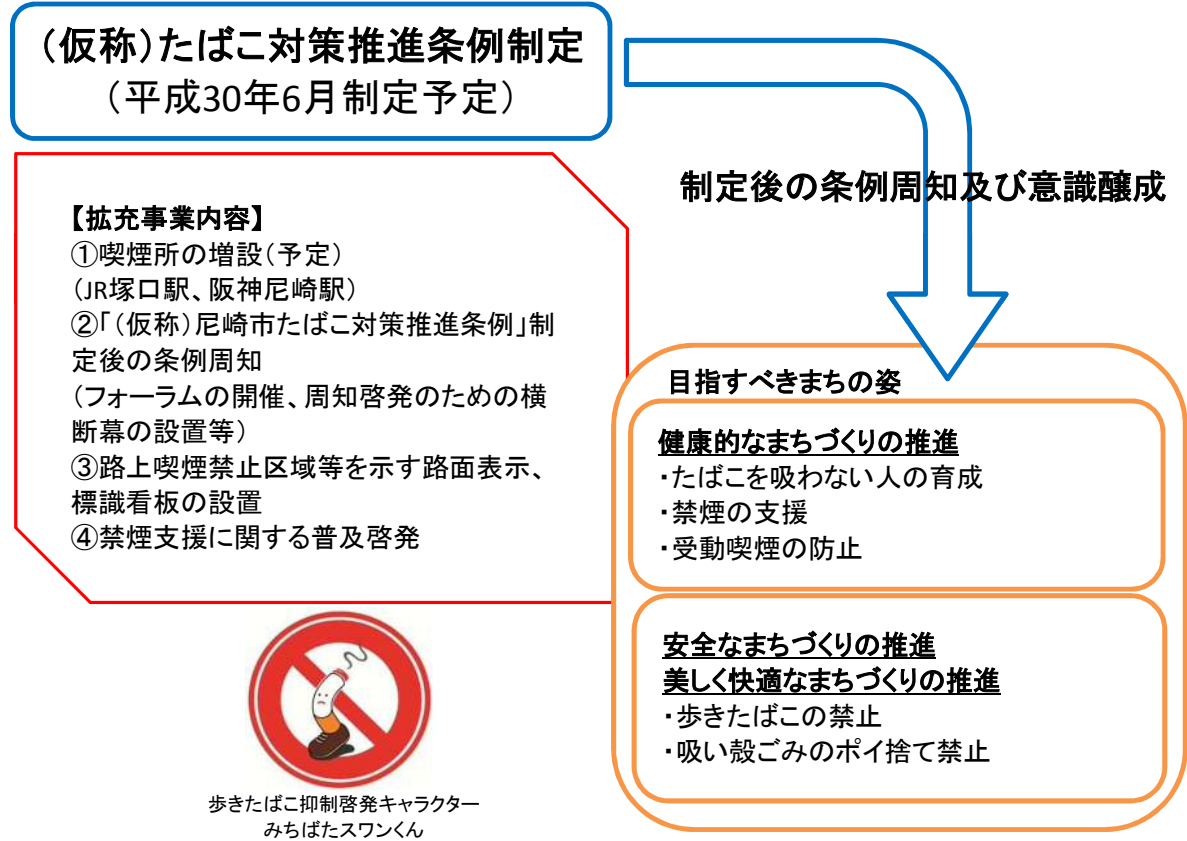 （仮称）たばこ対策推進条例制定
（平成30年6月制定予定）
制定後の条例周知及び意識醸成
【拡充事業内容】
①喫煙所の増設（予定）
（JR塚口駅、阪神尼崎駅）
②「（仮称）尼崎市たばこ対策推進条例」制
定後の条例周知
（フォーラムの開催、周知啓発のための横
断幕の設置等）
③路上喫煙禁止区域等を示す路面表示、
標識看板の設置
④禁煙支援に関する普及啓発
目指すべきまちの姿
健康的なまちづくりの推進
・たばこを吸わない人の育成
・禁煙の支援
・受動喫煙の防止
安全なまちづくりの推進
美しく快適なまちづくりの推進
・歩きたばこの禁止
・吸い殻ごみのポイ捨て禁止
歩きたばこ抑制啓発キャラクター
みちばたスワンくん